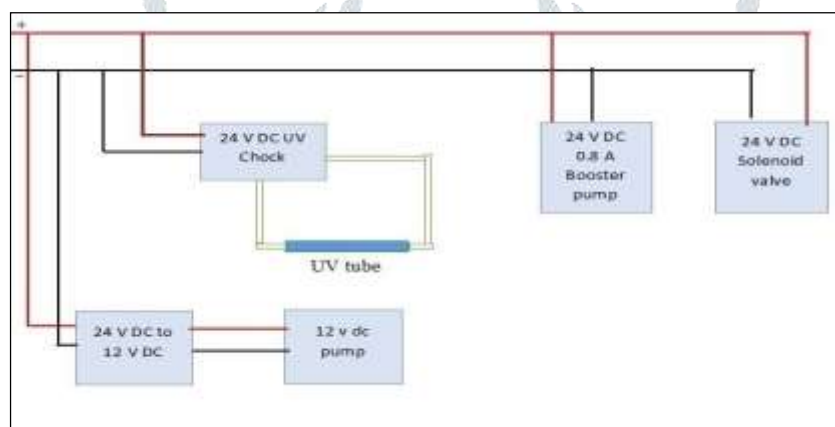 +
−
24 V DC UV
Chock
24 V DC
0.8 A
Booster
pump
24 V DC
Solenoid
valve
UV tube
24 V DC to
12 V DC
12 v dc
pump